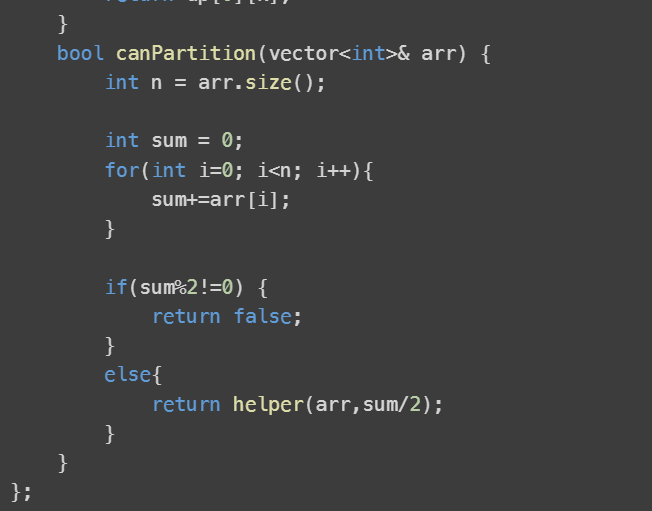 }
    bool canPartition(vector<int>& arr) {
        int n = arr.size();
        int sum = 0;
        for(int i=0; i<n; i++){
            sum+=arr[i];
        }
        if(sum%2!=0) {
            return false;
        }
        else{
            return helper(arr,sum/2);
        }
    }
};